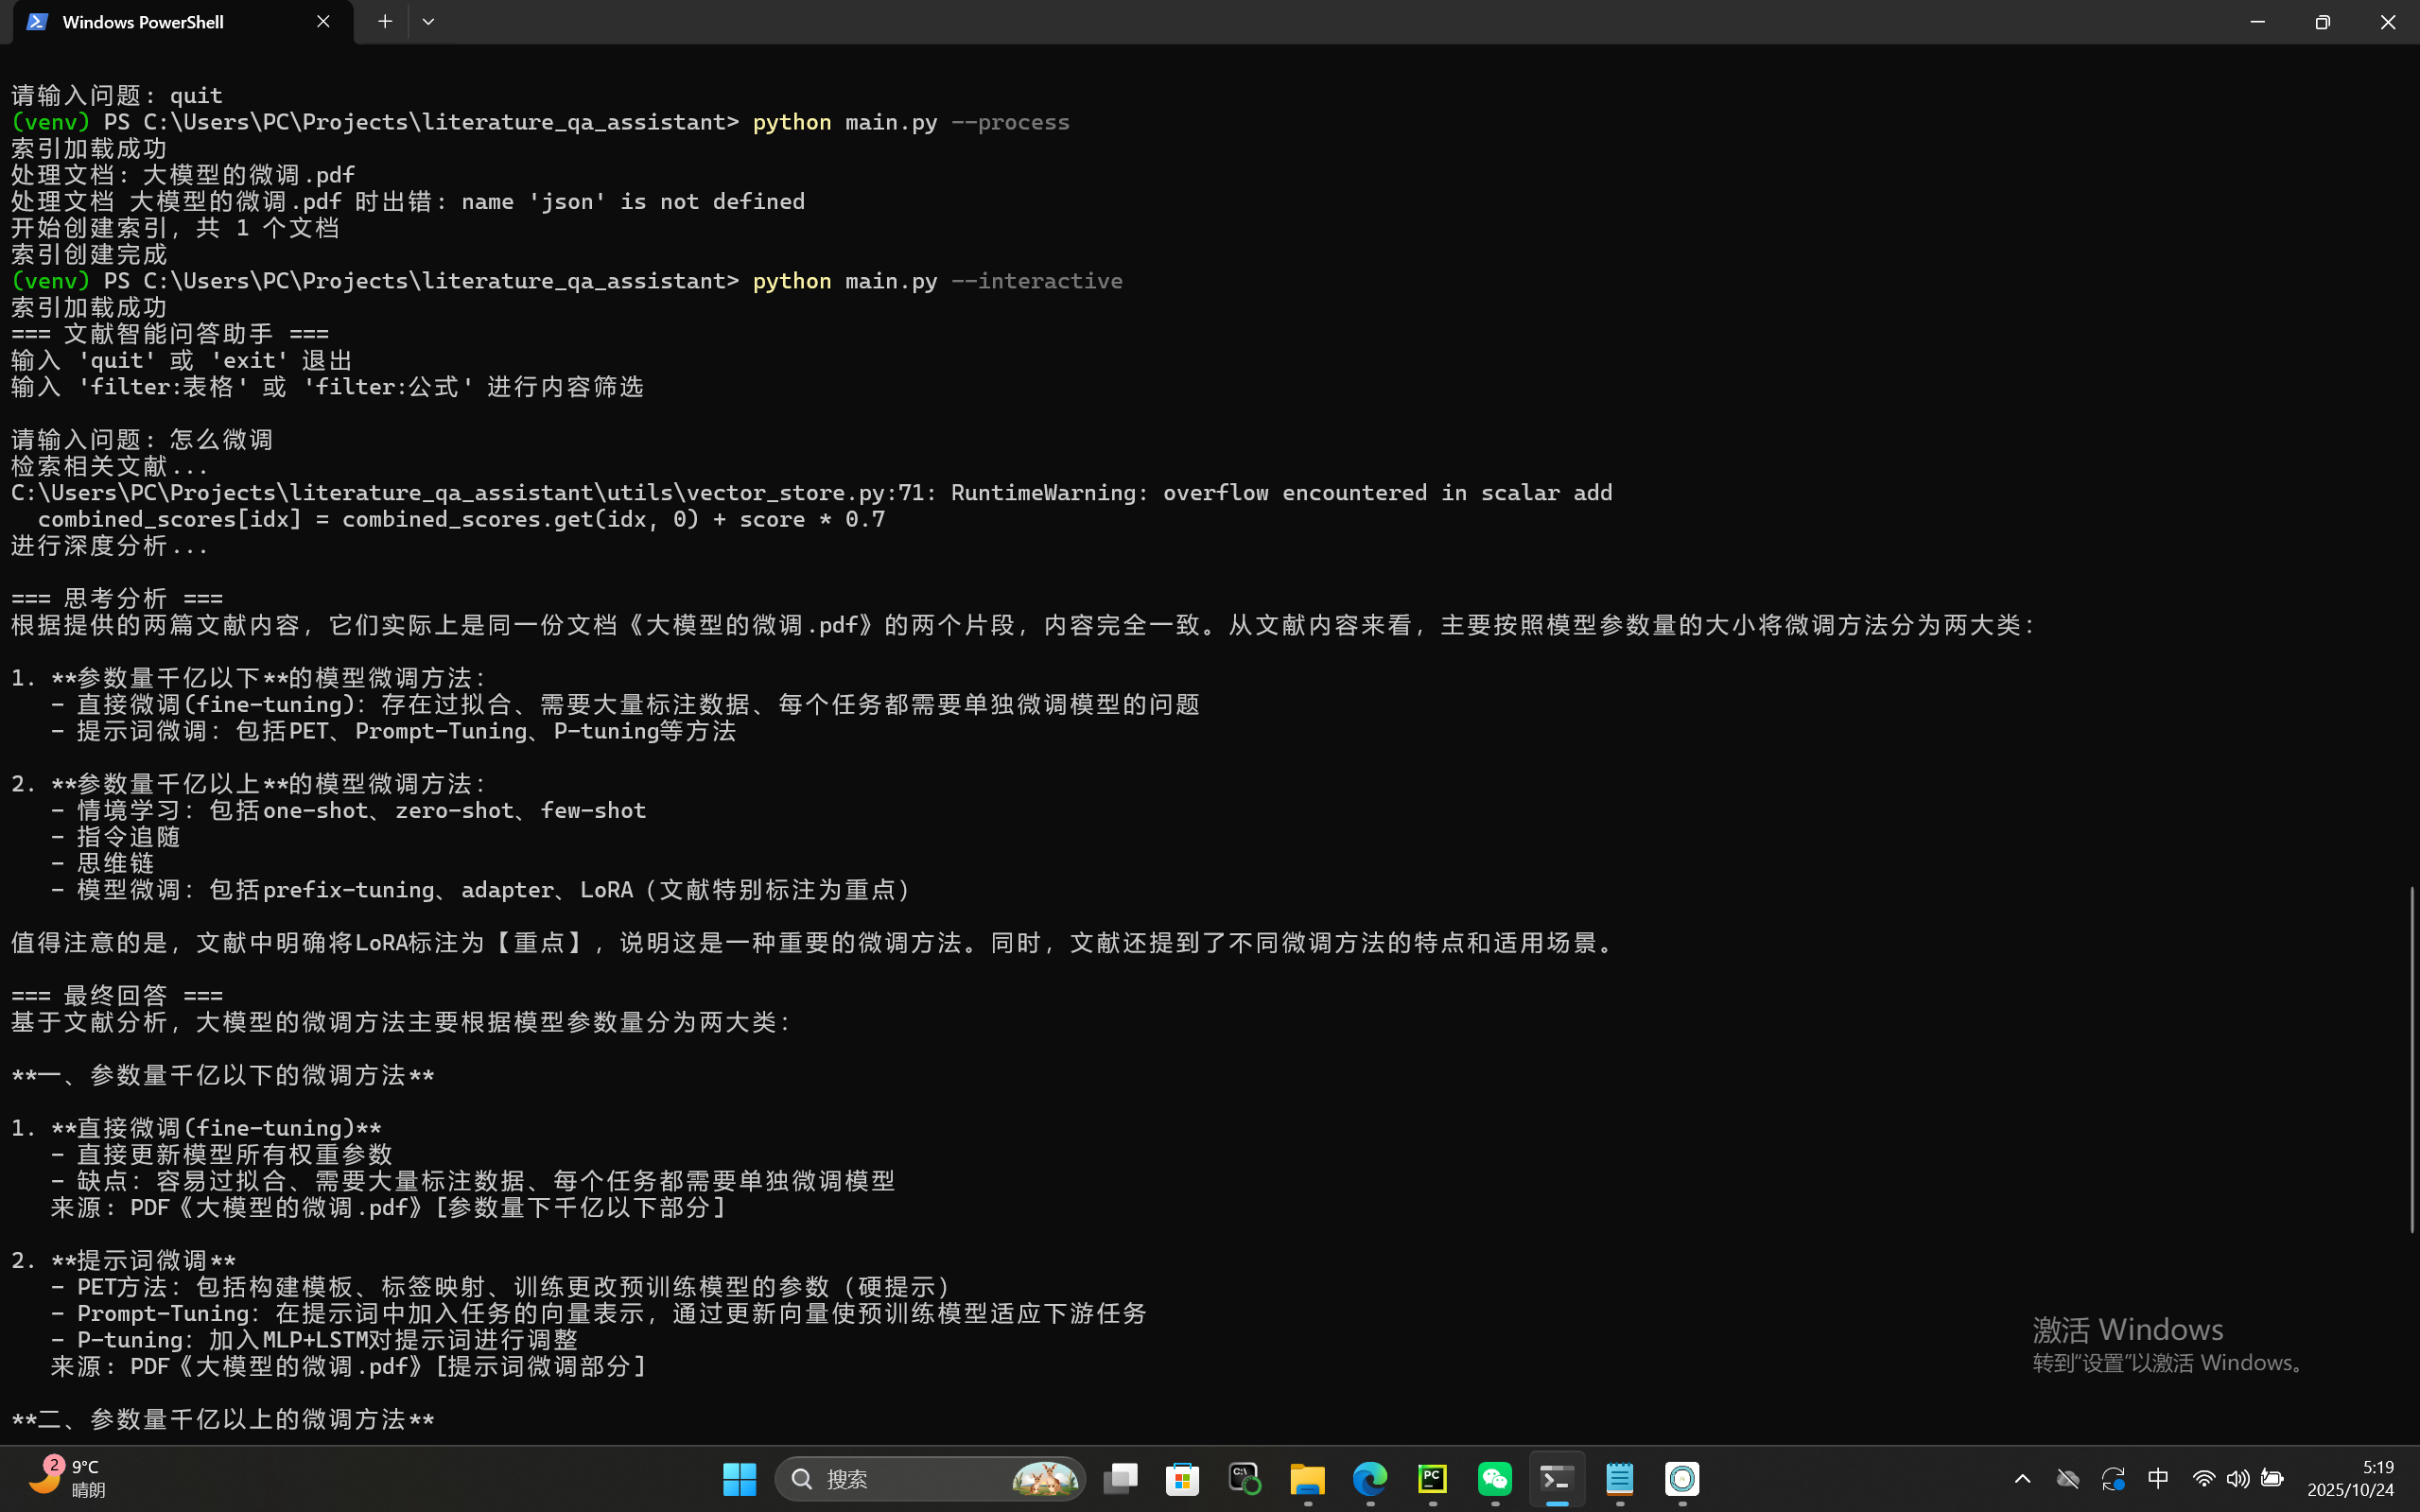 Windows PowerShell
请输入问题: quit
(venv) PS C:\Users\PC\Projects\literature_qa_assistant> python main.py --process
索引加载成功
处理文档: 大模型的微调.pdf
处理文档 大模型的微调.pdf 时出错: name 'json' is not defined
开始创建索引, 共 1 个文档
索引创建完成
(venv) PS C:\Users\PC\Projects\literature_qa_assistant> python main.py --interactive
索引加载成功
=== 文献智能问答助手 ===
输入 'quit' 或 'exit' 退出
输入 'filter:表格' 或 'filter:公式' 进行内容筛选
请输入问题: 怎么微调
检索相关文献...
C:\Users\PC\Projects\literature_qa_assistant\utils\vector_store.py:71: RuntimeWarning: overflow encountered in scalar add
combined_scores[idx] = combined_scores.get(idx, 0) + score * 0.7
进行深度分析...
=== 思考分析 ===
根据提供的两篇文献内容，它们实际上是同一份文档《大模型的微调.pdf》的两个片段，内容完全一致。从文献内容来看，主要按照模型参数量的大小将微调方法分为两大类：
1. **参数量千亿以下**的模型微调方法：
- 直接微调(fine-tuning)：存在过拟合、需要大量标注数据、每个任务都需要单独微调模型的问题
- 提示词微调：包括PET、Prompt-Tuning、P-tuning等方法
2. **参数量千亿以上**的模型微调方法：
- 情境学习：包括one-shot、zero-shot、few-shot
- 指令追随
- 思维链
- 模型微调：包括prefix-tuning、adapter、LoRA（文献特别标注为重点）
值得注意的是，文献中明确将LoRA标注为【重点】，说明这是一种重要的微调方法。同时，文献还提到了不同微调方法的特点和适用场景。
=== 最终回答 ===
基于文献分析，大模型的微调方法主要根据模型参数量分为两大类：
**一、参数量千亿以下的微调方法**
1. **直接微调(fine-tuning)**
- 直接更新模型所有权重参数
- 缺点：容易过拟合、需要大量标注数据、每个任务都需要单独微调模型
来源：PDF《大模型的微调.pdf》[参数量下千亿以下部分]
2. **提示词微调**
- PET方法：包括构建模板、标签映射、训练更改预训练模型的参数（硬提示）
- Prompt-Tuning：在提示词中加入任务的向量表示，通过更新向量使预训练模型适应下游任务
- P-tuning：加入MLP+LSTM对提示词进行调整
来源：PDF《大模型的微调.pdf》[提示词微调部分]
**二、参数量千亿以上的微调方法**
激活 Windows
转到“设置”以激活 Windows。
2
9°C
晴朗
搜索
中
5:19
2025/10/24